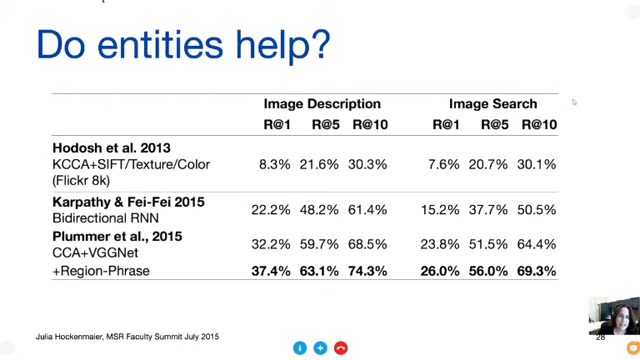 Do entities help?
Image Description Image Search
R@1 R@5 R@10 R@1 R@5 R@10
Hodosh et al. 2013
KCCA+SIFT/Texture/Color 8.3% 21.6% 30.3% 7.6% 20.7% 30.1%
(Flickr 8k)
Karpathy & Fei-Fei 2015
Bidirectional RNN 22.2% 48.2% 61.4% 15.2% 37.7% 50.5%
Plummer et al., 2015
CCA+VGGNet 32.2% 59.7% 68.5% 23.8% 51.5% 64.4%
+Region-Phrase 37.4% 63.1% 74.3% 26.0% 56.0% 69.3%
Julia Hockenmaier, MSR Faculty Summit July 2015 28